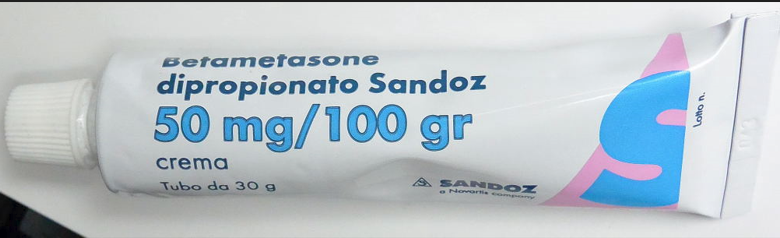 Betametasone
dipropionato Sandoz
50 mg/100 gr
crema
Tubo da 30 g
SANDOZ
a Novartis company
Lotto n.